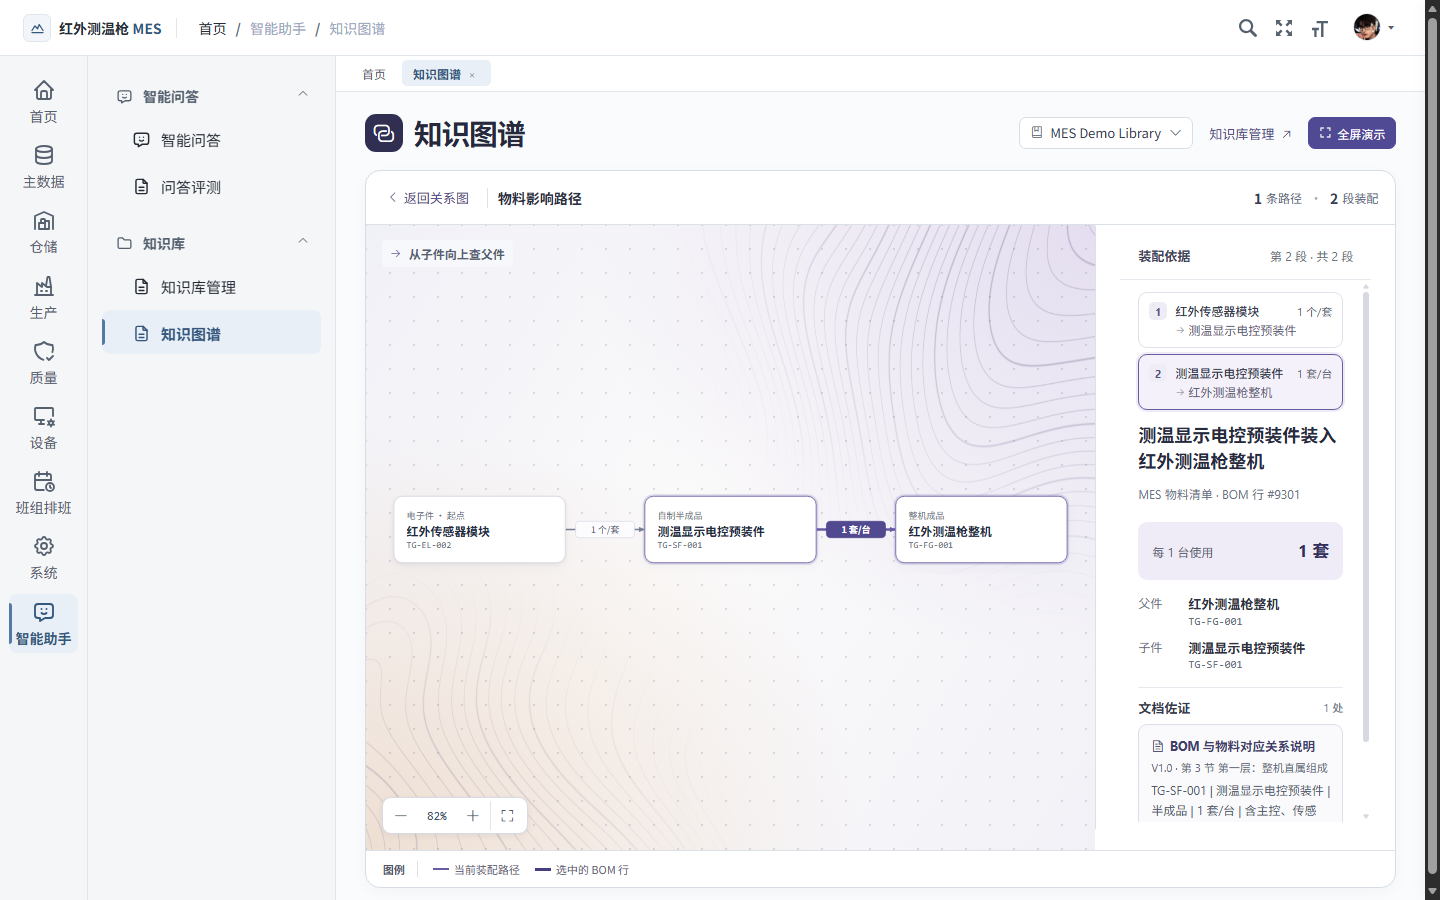 红外测温枪 MES
首页 / 智能助手 / 知识图谱
首页
主数据
仓储
生产
质量
设备
班组排班
系统
智能助手
智能问答
智能问答
问答评测
知识库
知识库管理
知识图谱
首页
知识图谱 ×
知识图谱
MES Demo Library
知识库管理
全屏演示
返回关系图
物料影响路径
1 条路径 · 2 段装配
从子件向上查父件
电子件 · 起点
红外传感器模块
TG-EL-002
1 个/套
自制半成品
测温显示电控预装件
TG-SF-001
1 套/台
整机成品
红外测温枪整机
TG-FG-001
82%
图例
当前装配路径
选中的 BOM 行
装配依据
第 2 段 · 共 2 段
1 红外传感器模块 1 个/套
→ 测温显示电控预装件
2 测温显示电控预装件 1 套/台
→ 红外测温枪整机
测温显示电控预装件装入
红外测温枪整机
MES 物料清单 · BOM 行 #9301
每 1 台使用 1 套
父件 红外测温枪整机
TG-FG-001
子件 测温显示电控预装件
TG-SF-001
文档佐证 1 处
BOM 与物料对应关系说明
V1.0 · 第 3 节 第一层：整机直属组成
TG-SF-001 | 测温显示电控预装件 |
半成品 | 1 套/台 | 含主控、传感